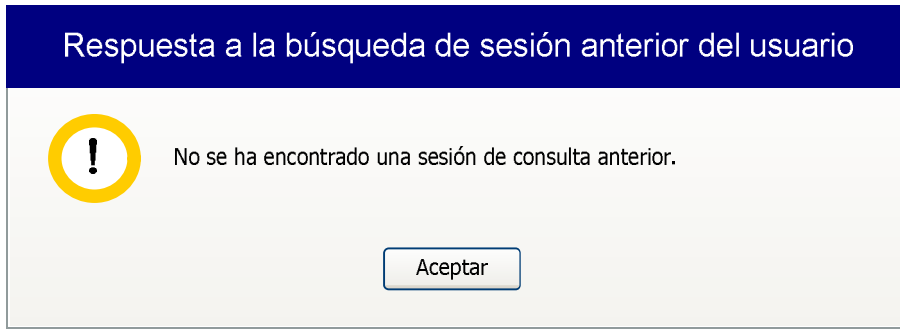 Respuesta a la búsqueda de sesión anterior del usuario
!
No se ha encontrado una sesión de consulta anterior.
Aceptar